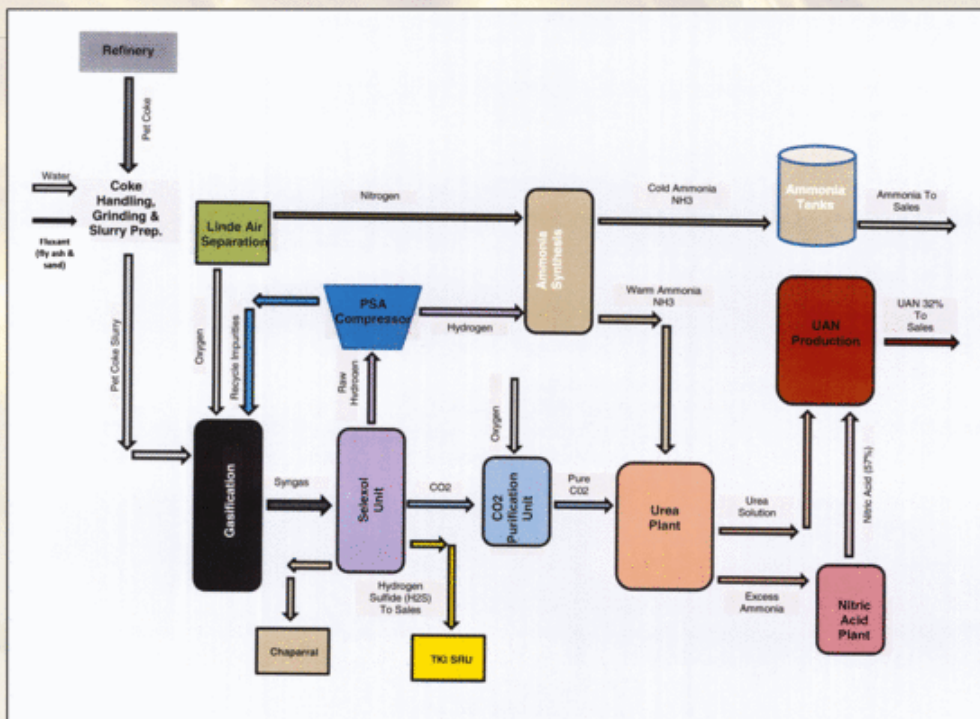 Refinery
Pet Coke
Water
Coke
Handling,
Grinding &
Slurry Prep.
Fluxant
(fly ash &
sand)
Pet Coke Slurry
Linde Air
Separation
Nitrogen
Oxygen
Recycle Impurities
PSA
Compressor
Hydrogen
Raw
Hydrogen
Ammonia
Synthesis
Cold Ammonia
NH3
Ammonia
Tanks
Ammonia To
Sales
Warm Ammonia
NH3
UAN
Production
UAN 32%
To
Sales
Gasification
Syngas
Selexol
Unit
CO2
Oxygen
CO2
Purification
Unit
Pure
CO2
Urea
Plant
Urea
Solution
Nitric Acid (57%)
Excess
Ammonia
Nitric
Acid
Plant
Hydrogen
Sulfide (H2S)
To Sales
Chaparral
TKI SRU